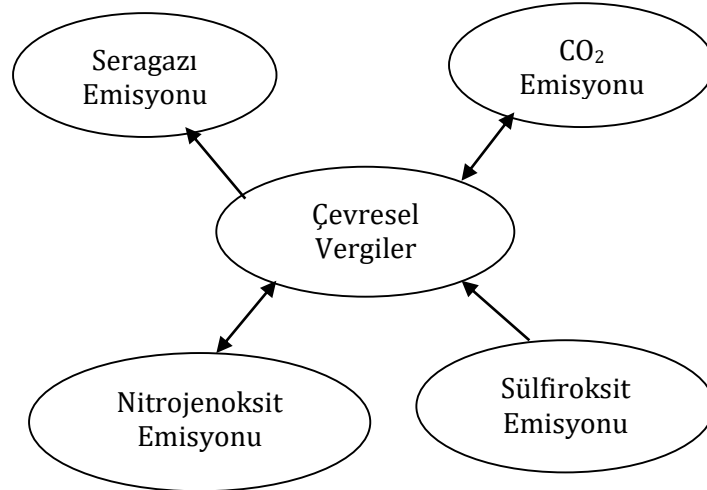 Seragazı
Emisyonu
CO₂
Emisyonu
Çevresel
Vergiler
Nitrojenoksit
Emisyonu
Sülfiroksit
Emisyonu